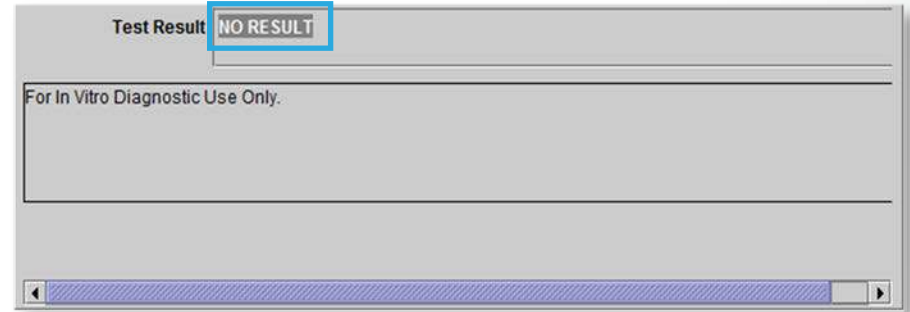 Test Result NO RESULT
For In Vitro Diagnostic Use Only.